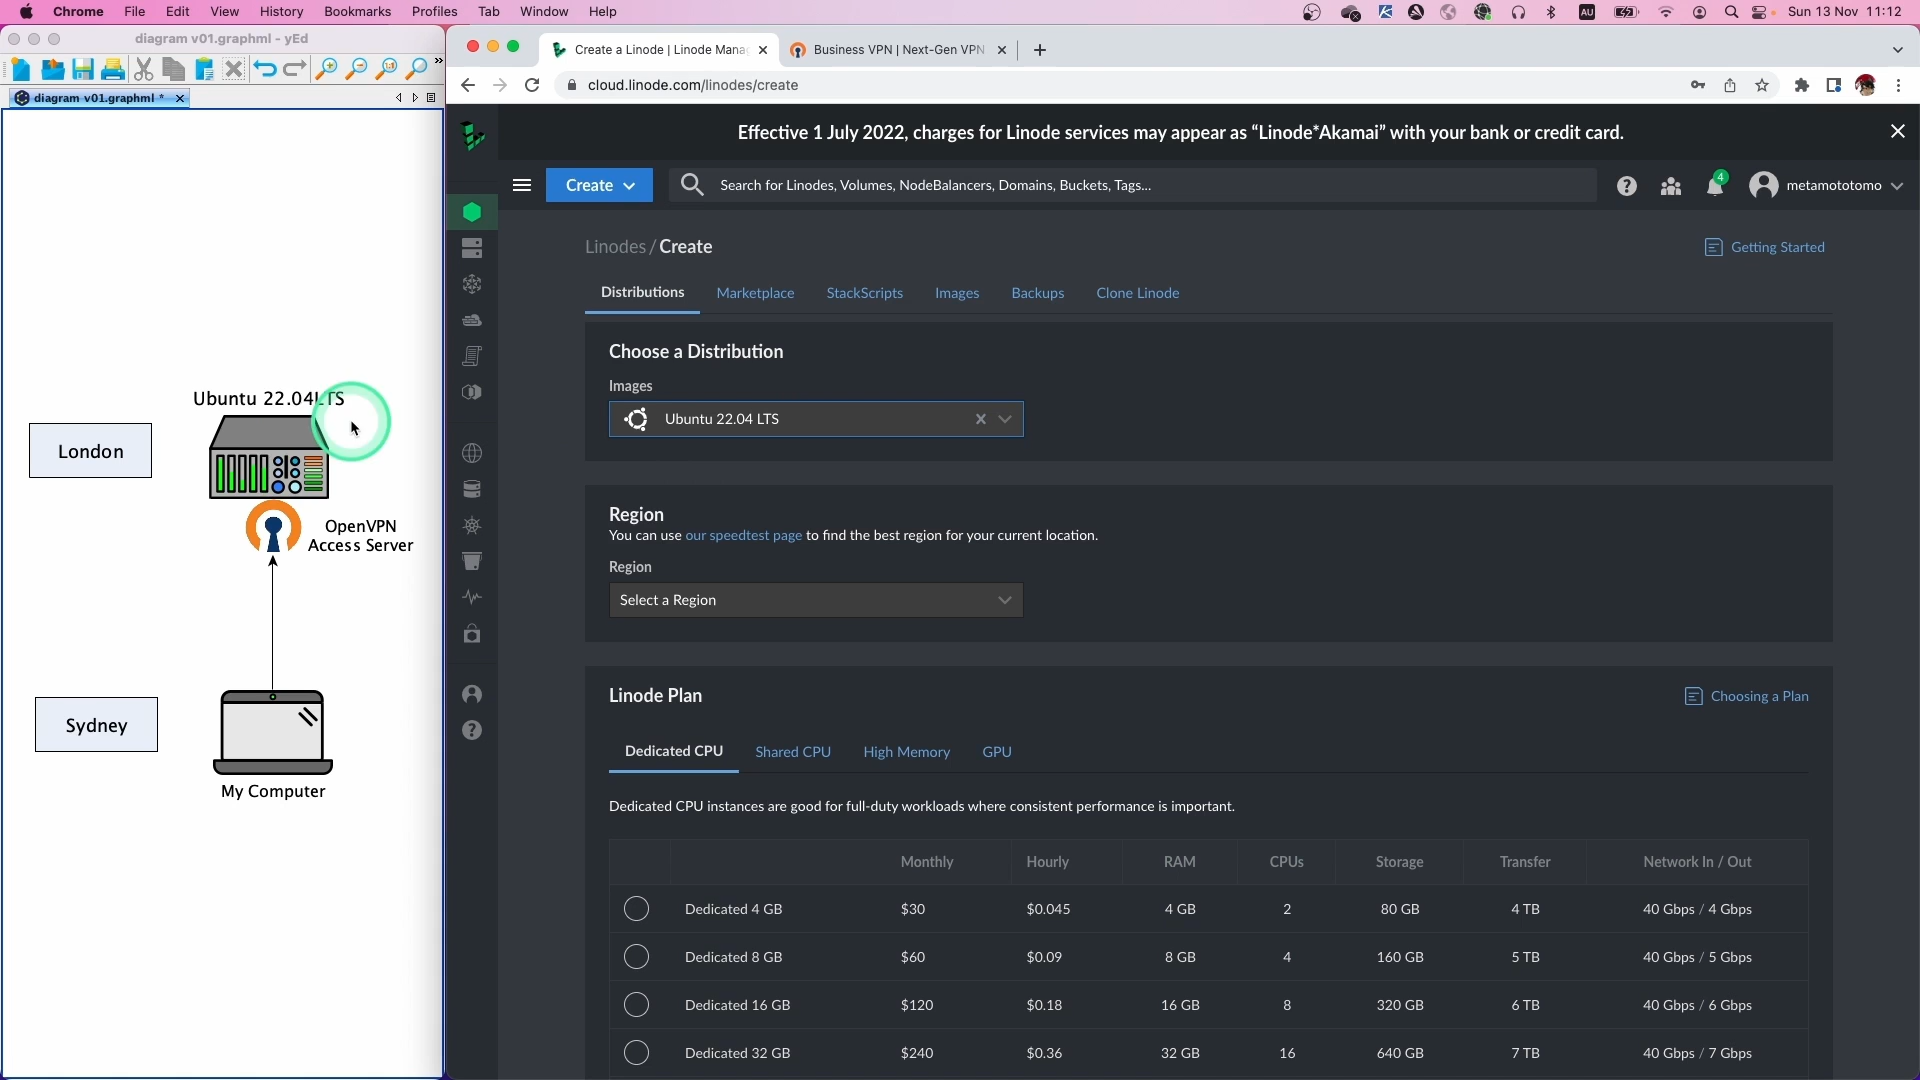 Chrome File Edit View History Bookmarks Profiles Tab Window Help
AU
Sun 13 Nov 11:12
diagram v01.graphml - yEd
diagram v01.graphml *
Ubuntu 22.04LTS
London
OpenVPN
Access Server
Sydney
My Computer
Create a Linode | Linode Mana
Business VPN | Next-Gen VPN
cloud.linode.com/linodes/create
Effective 1 July 2022, charges for Linode services may appear as “Linode*Akamai” with your bank or credit card.
Create
Search for Linodes, Volumes, NodeBalancers, Domains, Buckets, Tags...
4
metamototomo
Linodes / Create
Getting Started
Distributions Marketplace StackScripts Images Backups Clone Linode
Choose a Distribution
Images
Ubuntu 22.04 LTS
Region
You can use our speedtest page to find the best region for your current location.
Region
Select a Region
Linode Plan
Choosing a Plan
Dedicated CPU Shared CPU High Memory GPU
Dedicated CPU instances are good for full-duty workloads where consistent performance is important.
Monthly Hourly RAM CPUs Storage Transfer Network In / Out
Dedicated 4 GB $30 $0.045 4 GB 2 80 GB 4 TB 40 Gbps / 4 Gbps
Dedicated 8 GB $60 $0.09 8 GB 4 160 GB 5 TB 40 Gbps / 5 Gbps
Dedicated 16 GB $120 $0.18 16 GB 8 320 GB 6 TB 40 Gbps / 6 Gbps
Dedicated 32 GB $240 $0.36 32 GB 16 640 GB 7 TB 40 Gbps / 7 Gbps